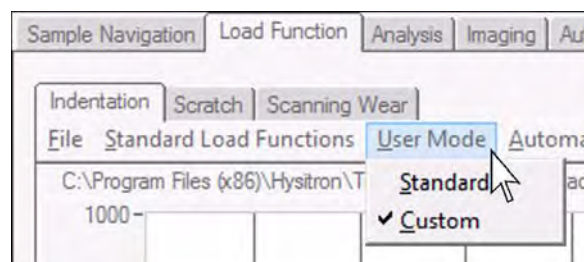 Sample Navigation Load Function Analysis Imaging
Indentation Scratch Scanning Wear
File Standard Load Functions User Mode
C:\Program Files (x86)\Hysitron\T
Standard
1000
Custom